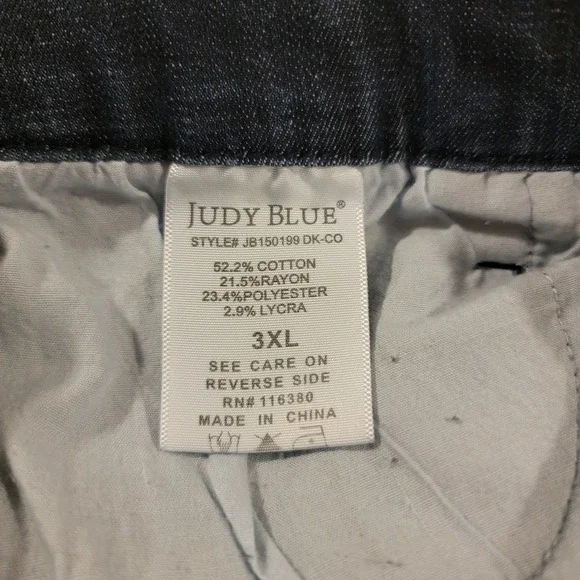 JUDY BLUE®
STYLE# JB150199 DK-CO
52.2% COTTON
21.5%RAYON
23.4%POLYESTER
2.9% LYCRA
3XL
SEE CARE ON
REVERSE SIDE
RN# 116380
MADE IN CHINA